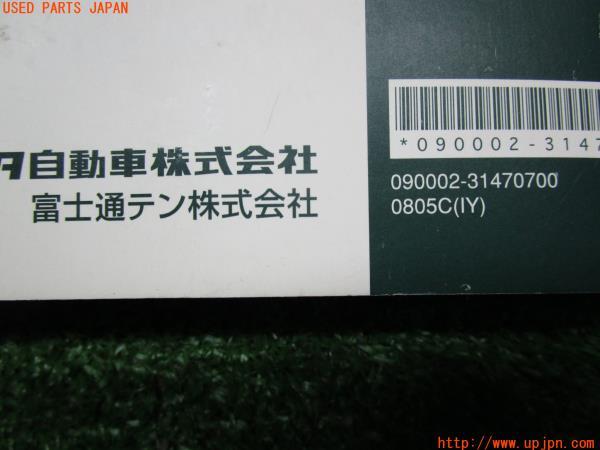 USED PARTS JAPAN
タ自動車株式会社
富士通テン株式会社
*090002-3147
090002-31470700
0805C(IY)
http://www.upjpn.com/